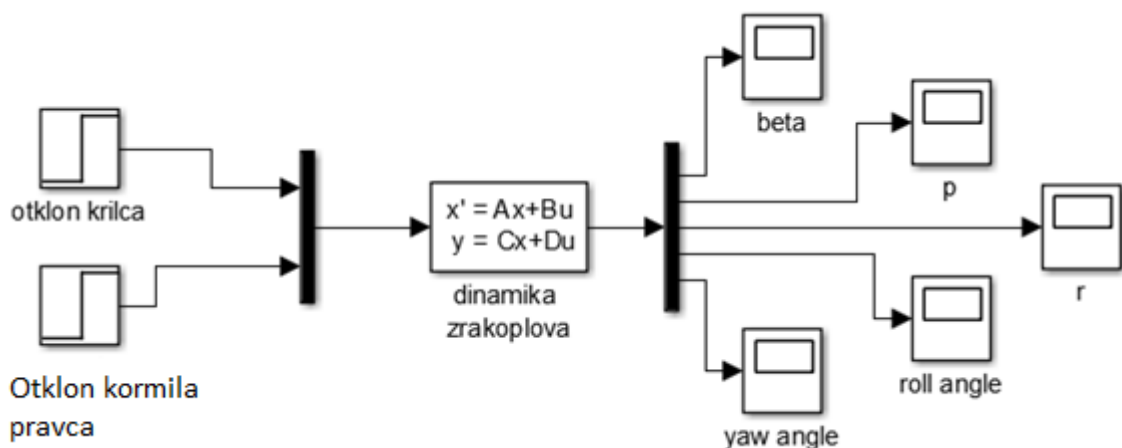 otklon krilca
Otklon kormila
pravca
x' = Ax+Bu
y = Cx+Du
dinamika
zrakoplova
beta
p
r
roll angle
yaw angle